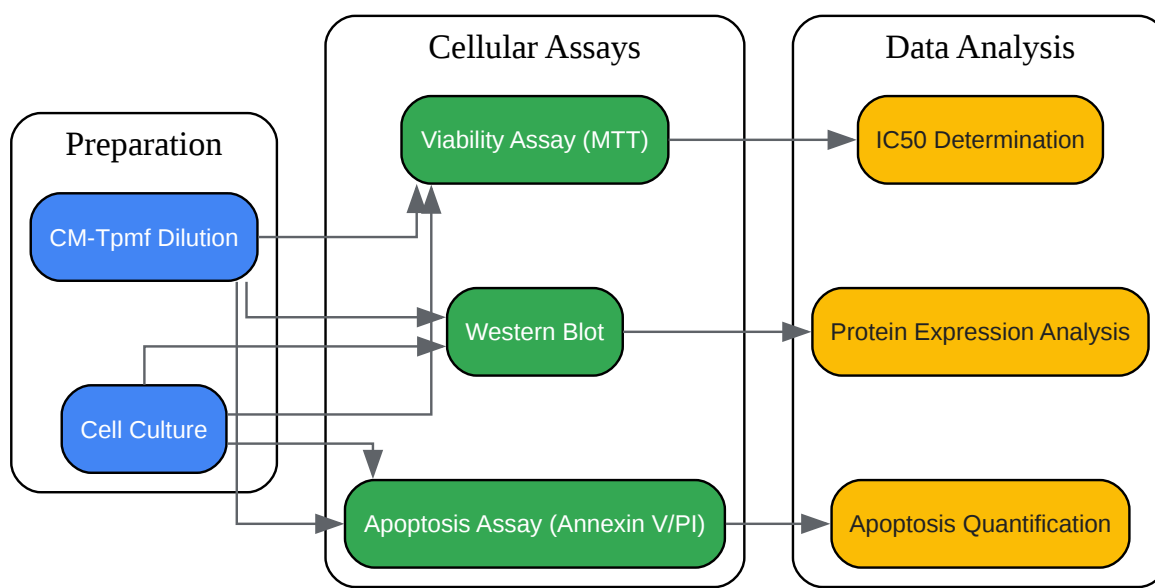 Preparation
CM-Tpmf Dilution
Cell Culture
Cellular Assays
Viability Assay (MTT)
Western Blot
Apoptosis Assay (Annexin V/PI)
Data Analysis
IC50 Determination
Protein Expression Analysis
Apoptosis Quantification